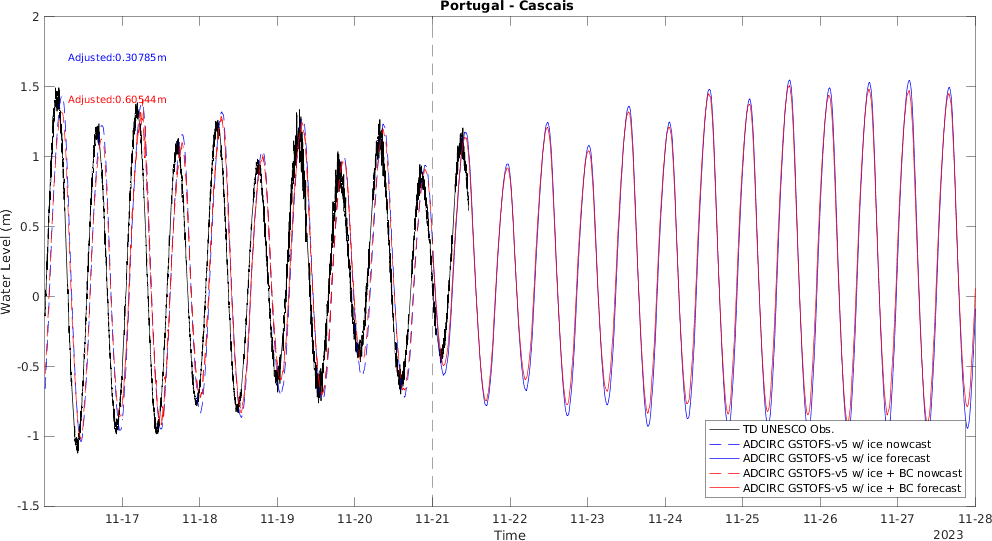 Portugal - Cascais
2
1.5
1
0.5
0
-0.5
-1
-1.5
Water Level (m)
Adjusted:0.30785m
Adjusted:0.60544m
TD UNESCO Obs.
ADCIRC GSTOFS-v5 w/ ice nowcast
ADCIRC GSTOFS-v5 w/ ice forecast
ADCIRC GSTOFS-v5 w/ ice + BC nowcast
ADCIRC GSTOFS-v5 w/ ice + BC forecast
11-17 11-18 11-19 11-20 11-21 11-22 11-23 11-24 11-25 11-26 11-27 11-28
Time
2023